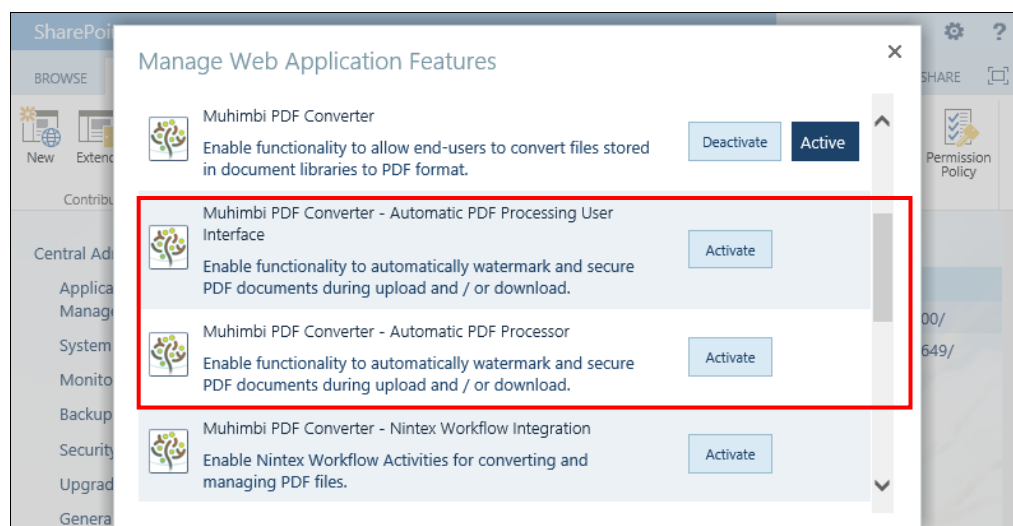 SharePoi
?
BROWSE
SHARE
New
Extend
Contribu
Permission
Policy
Central Adr
Applica
Manage
System
Monito
Backup
Security
Upgrad
Genera
00/
649/
Manage Web Application Features
Muhimbi PDF Converter
Enable functionality to allow end-users to convert files stored
in document libraries to PDF format.
Deactivate
Active
Muhimbi PDF Converter - Automatic PDF Processing User
Interface
Enable functionality to automatically watermark and secure
PDF documents during upload and / or download.
Activate
Muhimbi PDF Converter - Automatic PDF Processor
Enable functionality to automatically watermark and secure
PDF documents during upload and / or download.
Activate
Muhimbi PDF Converter - Nintex Workflow Integration
Enable Nintex Workflow Activities for converting and
managing PDF files.
Activate